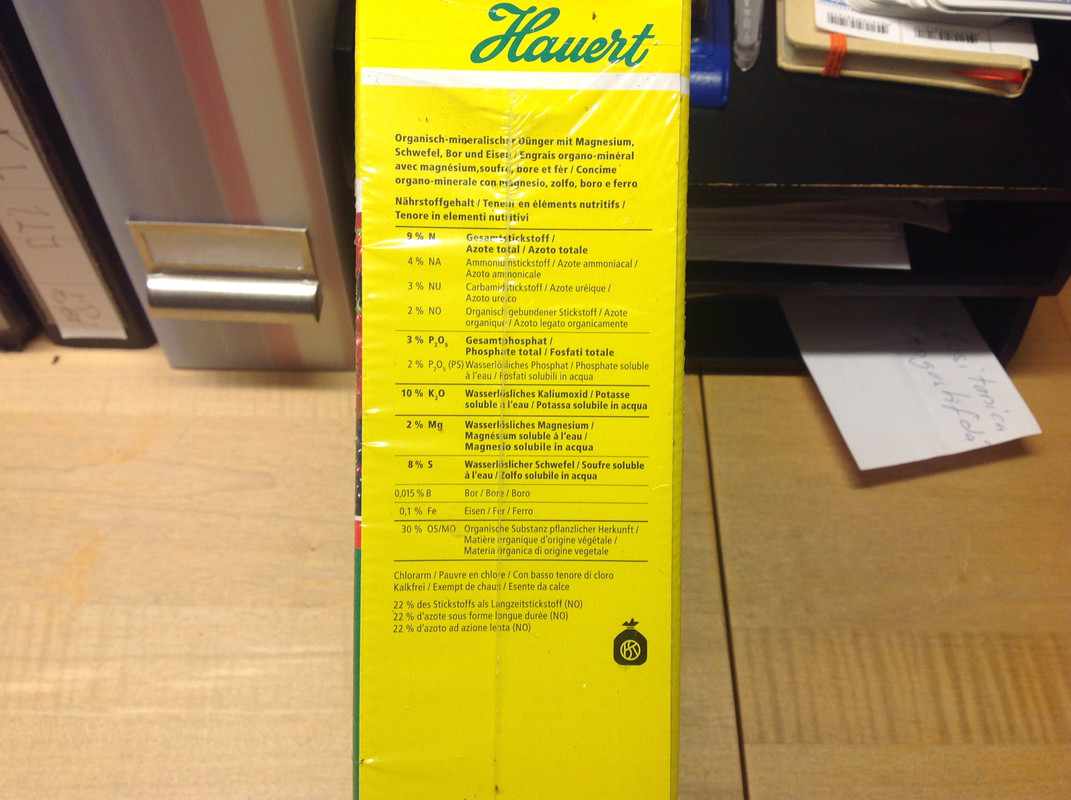 Hauert
Organisch-mineralischer Dünger mit Magnesium,
Schwefel, Bor und Eisen / Engrais organo-minéral
avec magnésium,soufre, bore et fèr / Concime
organo-minerale con magnesio, zolfo, boro e ferro
Nährstoffgehalt / Teneur en éléments nutritifs /
Tenore in elementi nutritivi
9 % N Gesamtstickstoff /
Azote total / Azoto totale
4 % NA Ammoniumstickstoff / Azote ammoniacal /
Azoto ammonicale
3 % NU Carbamidstickstoff / Azote uréique /
Azoto ureico
2 % NO Organisch gebundener Stickstoff / Azote
organique / Azoto legato organicamente
3 % P₂O₅ Gesamtphosphat /
Phosphate total / Fosfati totale
2 % P₂O₅ (PS) Wasserlösliches Phosphat / Phosphate soluble
à l'eau / Fosfati solubili in acqua
10 % K₂O Wasserlösliches Kaliumoxid / Potasse
soluble à l'eau / Potassa solubile in acqua
2 % Mg Wasserlösliches Magnesium /
Magnésium soluble à l'eau /
Magnesio solubile in acqua
8 % S Wasserlöslicher Schwefel / Soufre soluble
à l'eau / Zolfo solubile in acqua
0,015 % B Bor / Bore / Boro
0,1 % Fe Eisen / Fer / Ferro
30 % OS/MO Organische Substanz pflanzlicher Herkunft /
Matière organique d'origine végétale /
Materia organica di origine vegetale
Chlorarm / Pauvre en chlore / Con basso tenore di cloro
Kalkfrei / Exempt de chaux / Esente da calce
22 % des Stickstoffs als Langzeitstickstoff (NO)
22 % d'azote sous forme longue durée (NO)
22 % d'azoto ad azione lenta (NO)